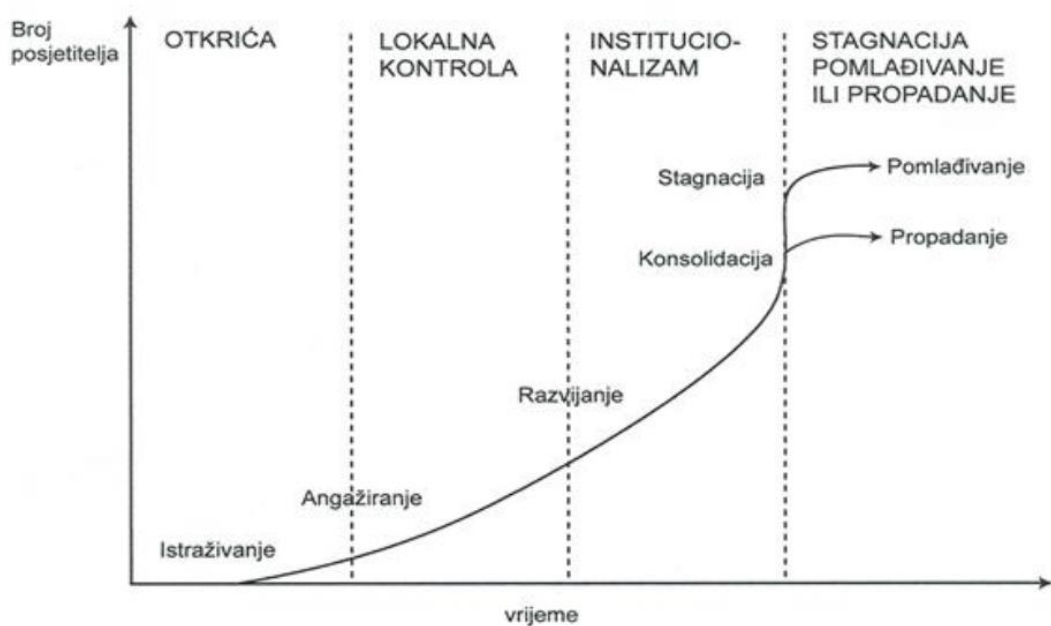 Broj
posjetitelja
OTKRIĆA
LOKALNA
KONTROLA
INSTITUCIO-
NALIZAM
STAGNACIJA
POMLAĐIVANJE
ILI PROPADANJE
Stagnacija
Pomlađivanje
Konsolidacija
Propadanje
Razvijanje
Angažiranje
Istraživanje
vrijeme